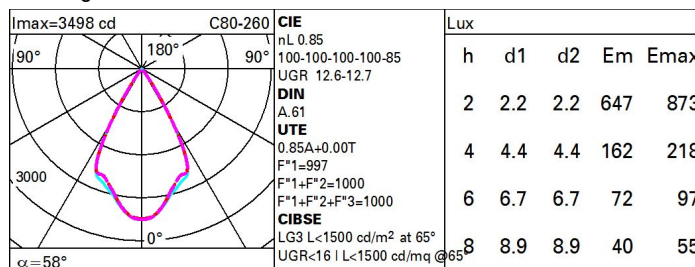 Imax=3498 cd C80-260
90° 180° 90°
3000
0°
α=58°
CIE
nL 0.85
100-100-100-100-85
UGR 12.6-12.7
DIN
A.61
UTE
0.85A+0.00T
F"1=997
F"1+F"2=1000
F"1+F"2+F"3=1000
CIBSE
LG3 L<1500 cd/m² at 65°
UGR<16 | L<1500 cd/mq @65°
Lux
h d1 d2 Em Emax
2 2.2 2.2 647 873
4 4.4 4.4 162 218
6 6.7 6.7 72 97
8 8.9 8.9 40 55